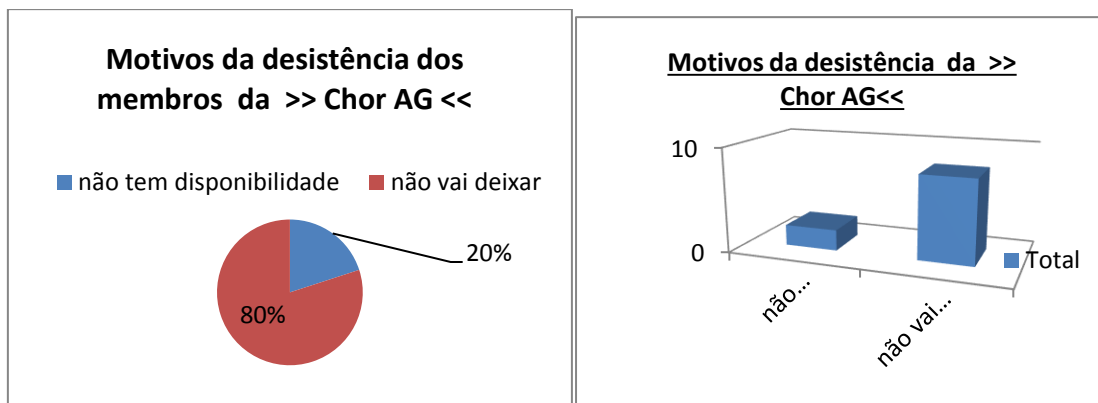 Motivos da desistência dos
membros da >> Chor AG <<
não tem disponibilidade não vai deixar
20%
80%
Motivos da desistência da >>
Chor AG<<
10
0
não...
não vai...
Total